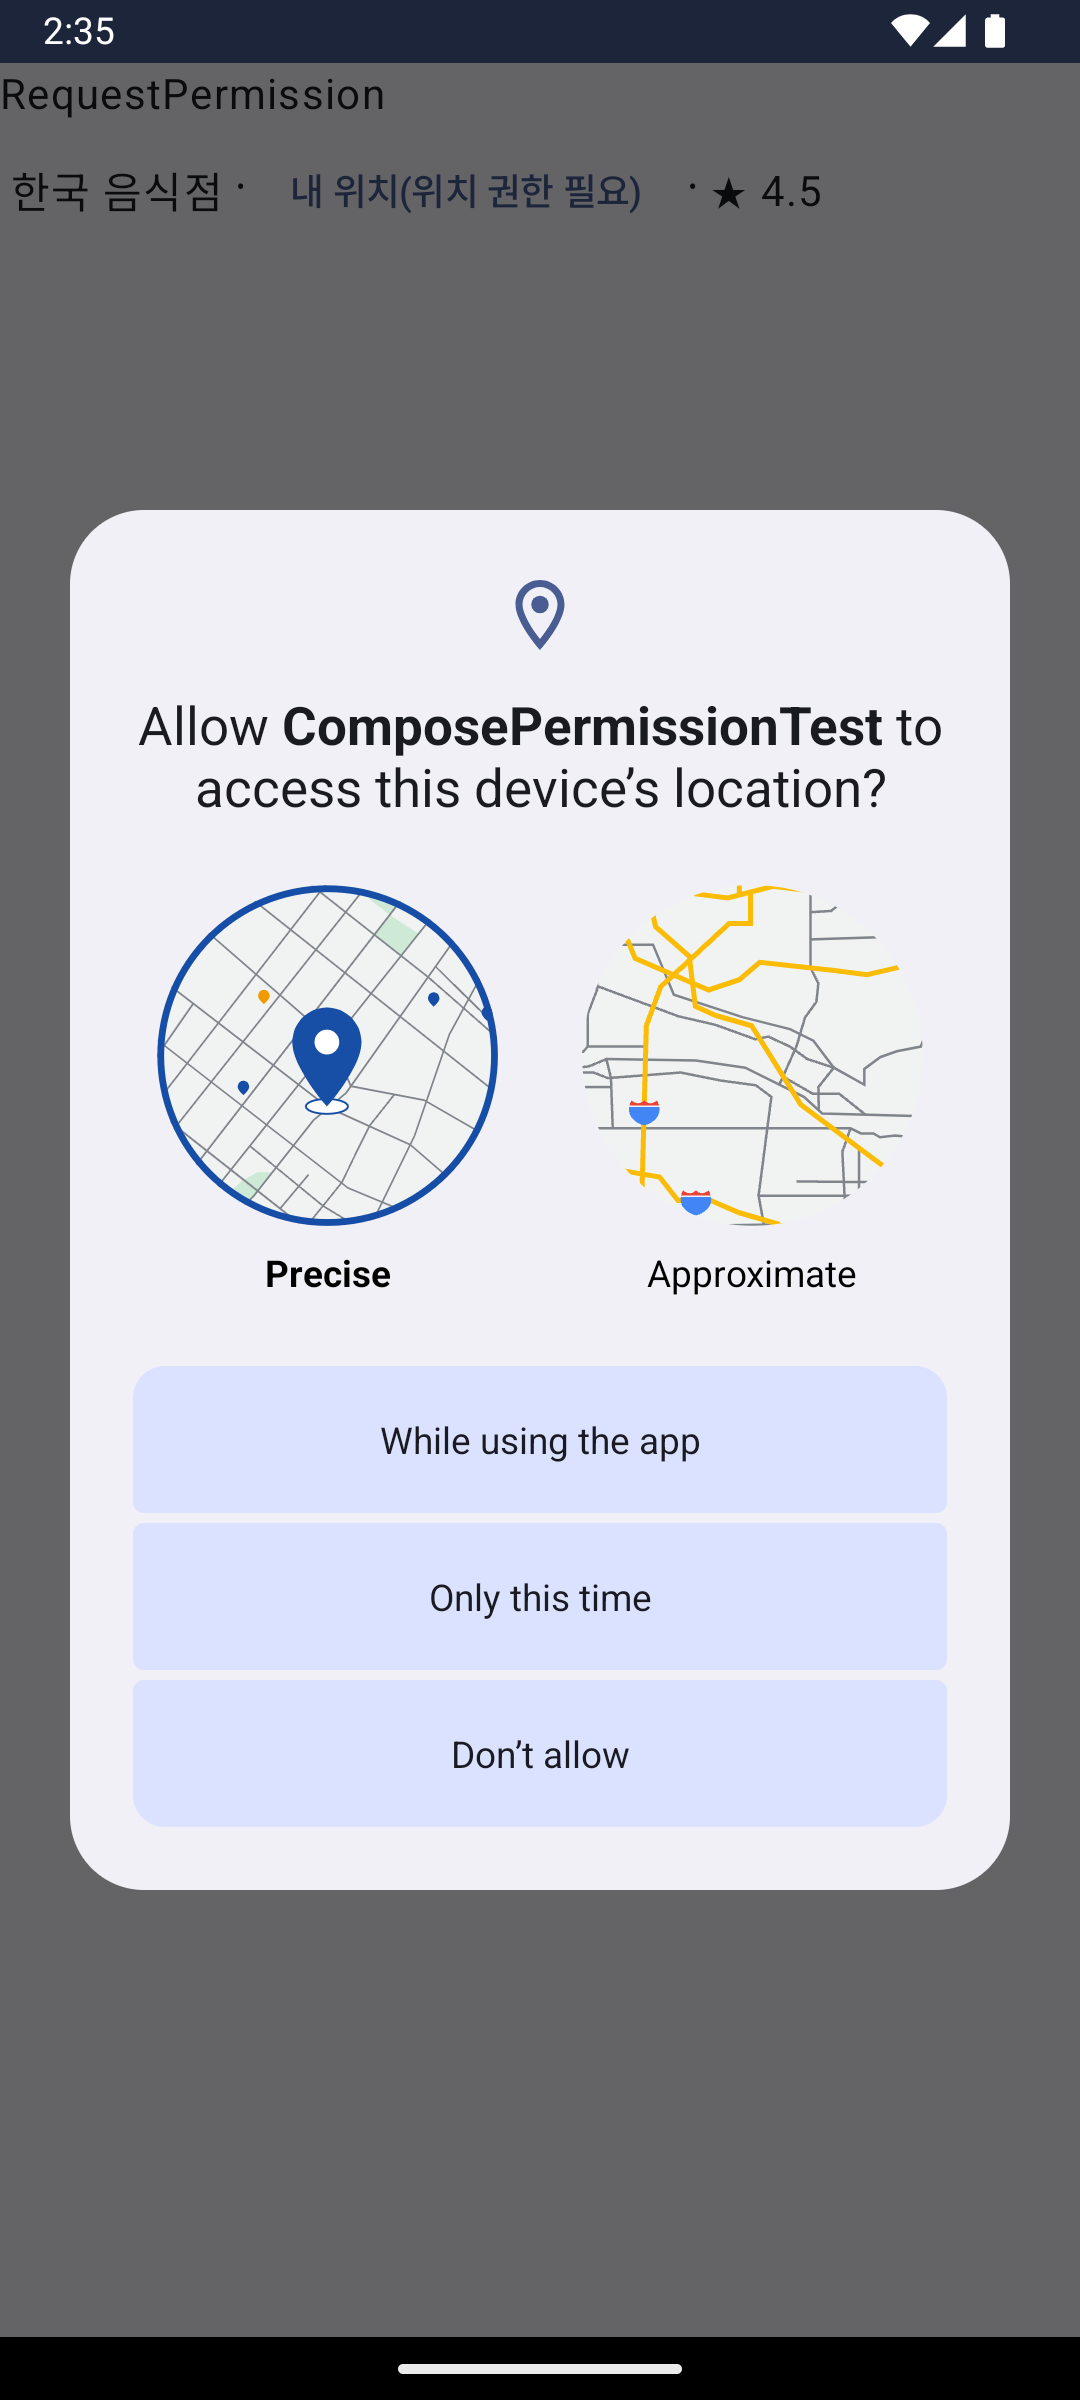 2:35
RequestPermission
한국 음식점 · 내 위치(위치 권한 필요) · ★ 4.5
Allow ComposePermissionTest to
access this device’s location?
Precise
Approximate
While using the app
Only this time
Don’t allow